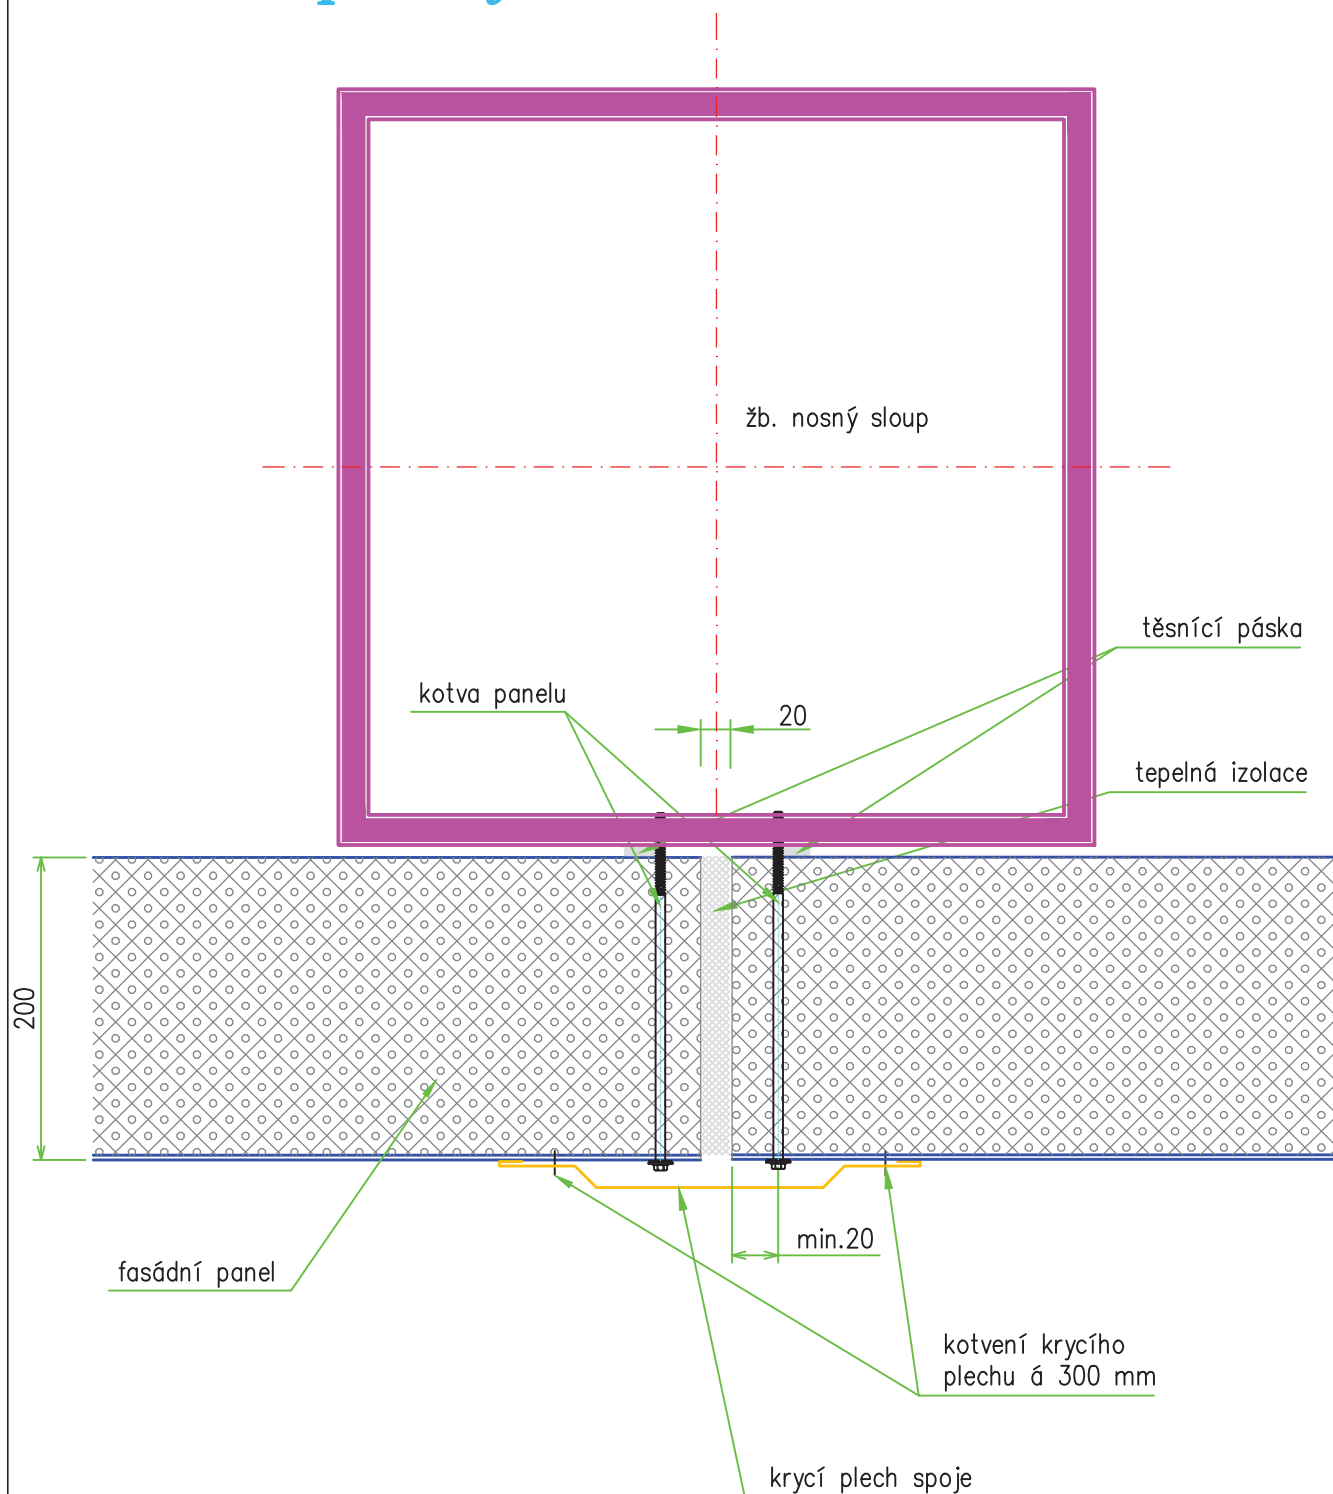 žb. nosný sloup
těsnící páska
kotva panelu
20
tepelná izolace
200
min.20
fasádní panel
kotvení krycího
plechu á 300 mm
krycí plech spoje